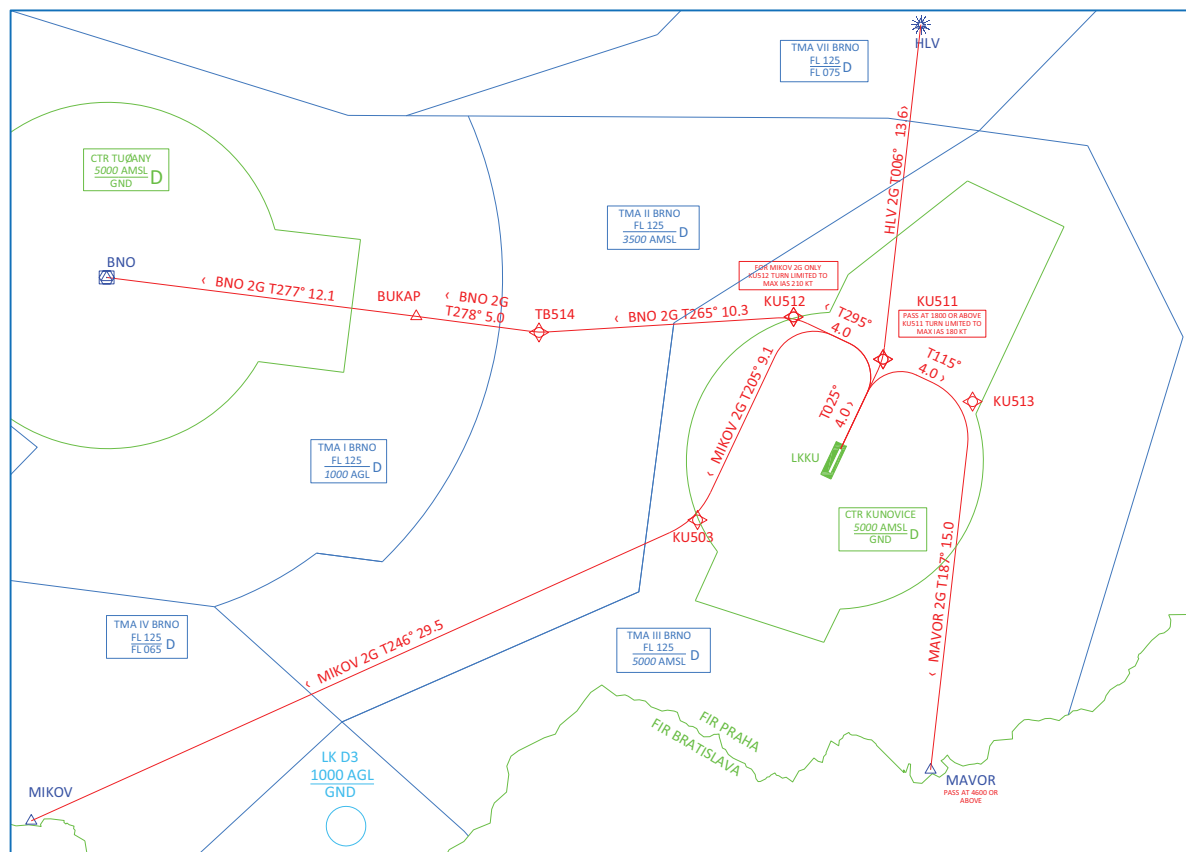 HLV
TMA VII BRNO
FL 125
FL 075
D
HLV 2G T006° 13.6 ›
CTR TUØANY
5000 AMSL
GND
D
TMA II BRNO
FL 125
3500 AMSL
D
BNO
‹ BNO 2G T277° 12.1
BUKAP
‹ BNO 2G
T278° 5.0
TB514
‹ BNO 2G T265° 10.3
FOR MIKOV 2G ONLY
KU512 TURN LIMITED TO
MAX IAS 210 KT
KU512
‹ T295°
4.0
KU511
PASS AT 1800 OR ABOVE
KU511 TURN LIMITED TO
MAX IAS 180 KT
T115°
4.0 ›
KU513
T025°
4.0 ›
‹ MIKOV 2G T205° 9.1
LKKU
TMA I BRNO
FL 125
1000 AGL
D
KU503
CTR KUNOVICE
5000 AMSL
GND
D
‹ MAVOR 2G T187° 15.0
TMA IV BRNO
FL 125
FL 065
D
TMA III BRNO
FL 125
5000 AMSL
D
‹ MIKOV 2G T246° 29.5
FIR PRAHA
FIR BRATISLAVA
LK D3
1000 AGL
GND
MIKOV
MAVOR
PASS AT 4600 OR
ABOVE